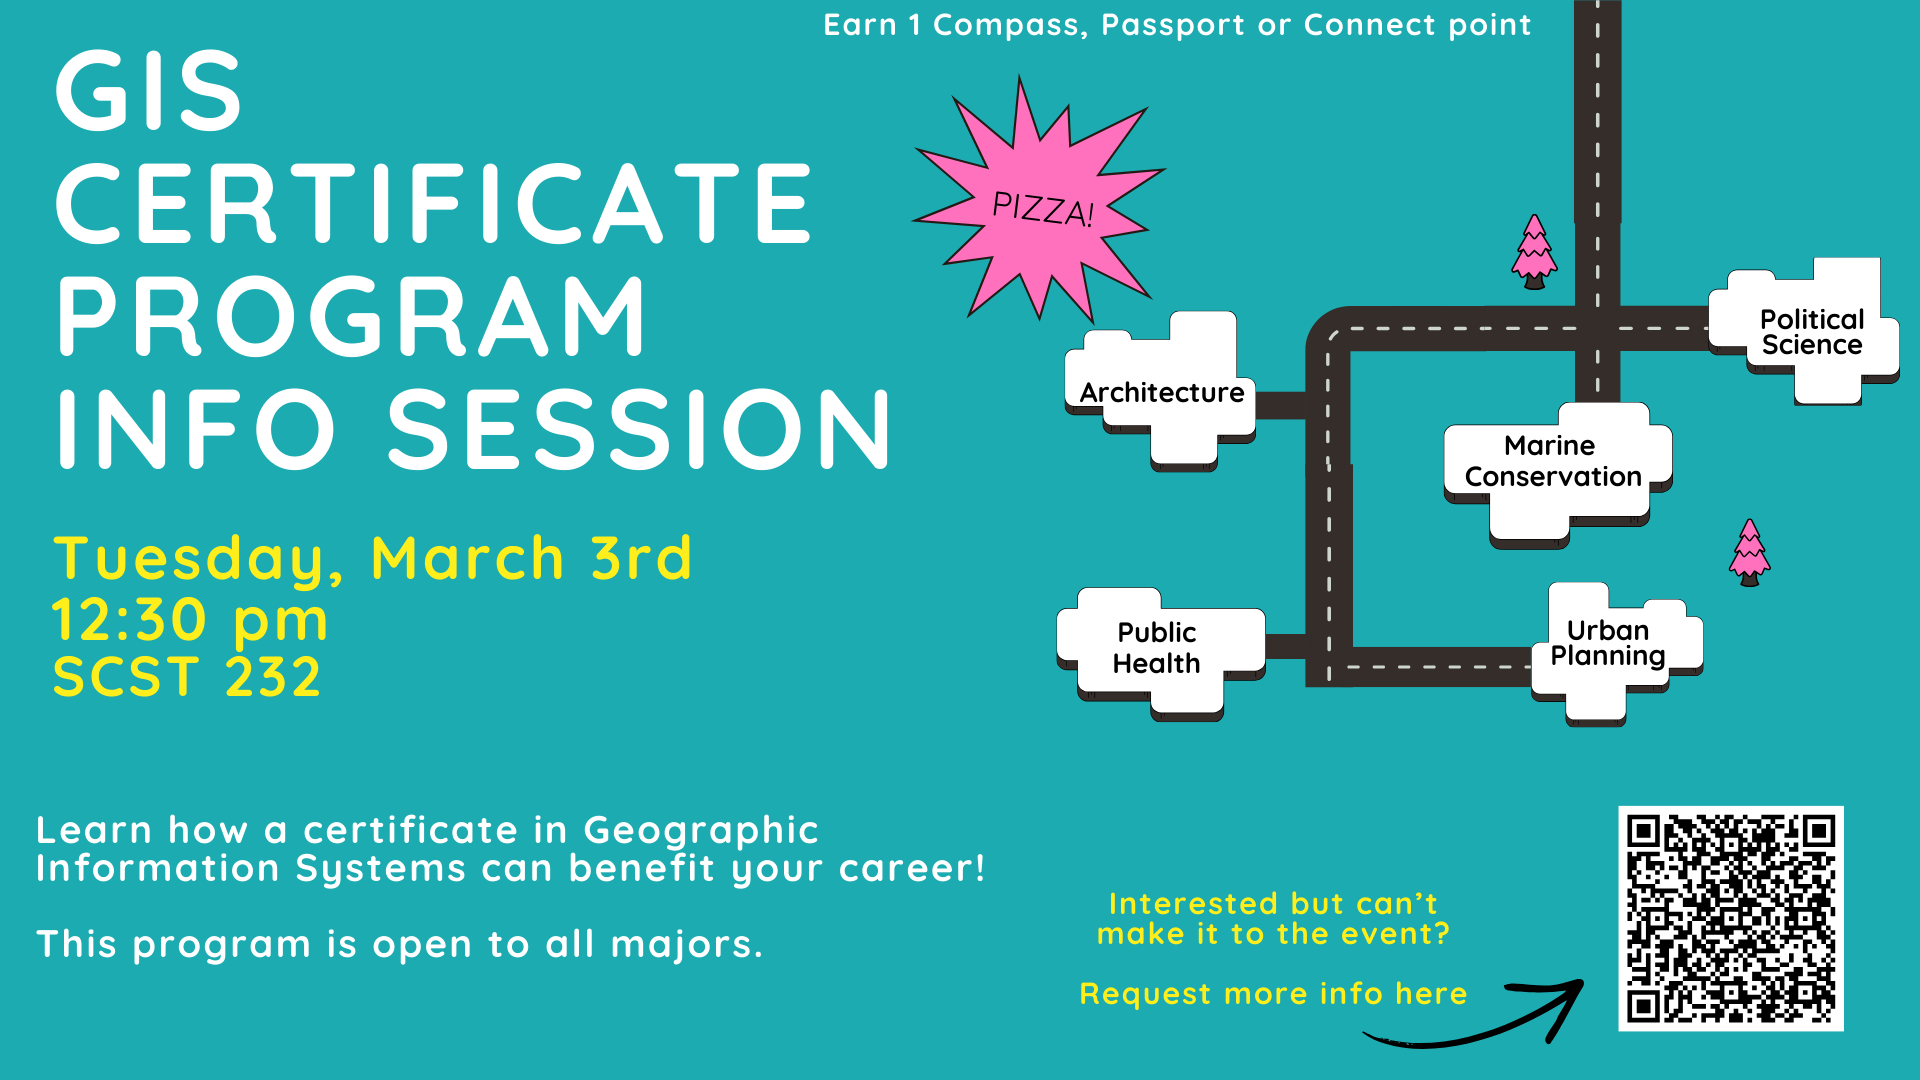 Earn 1 Compass, Passport or Connect point
GIS
CERTIFICATE
PROGRAM
INFO SESSION
PIZZA!
Tuesday, March 3rd
12:30 pm
SCST 232
Political
Science
Architecture
Marine
Conservation
Public
Health
Urban
Planning
Learn how a certificate in Geographic
Information Systems can benefit your career!
This program is open to all majors.
Interested but can’t
make it to the event?
Request more info here